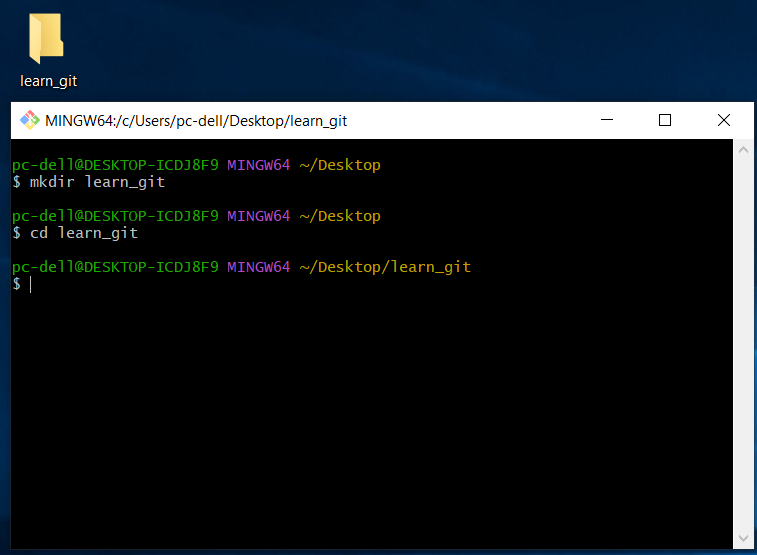 learn_git
MINGW64:/c/Users/pc-dell/Desktop/learn_git
pc-dell@DESKTOP-ICDJ8F9 MINGW64 ~/Desktop
$ mkdir learn_git
pc-dell@DESKTOP-ICDJ8F9 MINGW64 ~/Desktop
$ cd learn_git
pc-dell@DESKTOP-ICDJ8F9 MINGW64 ~/Desktop/learn_git
$